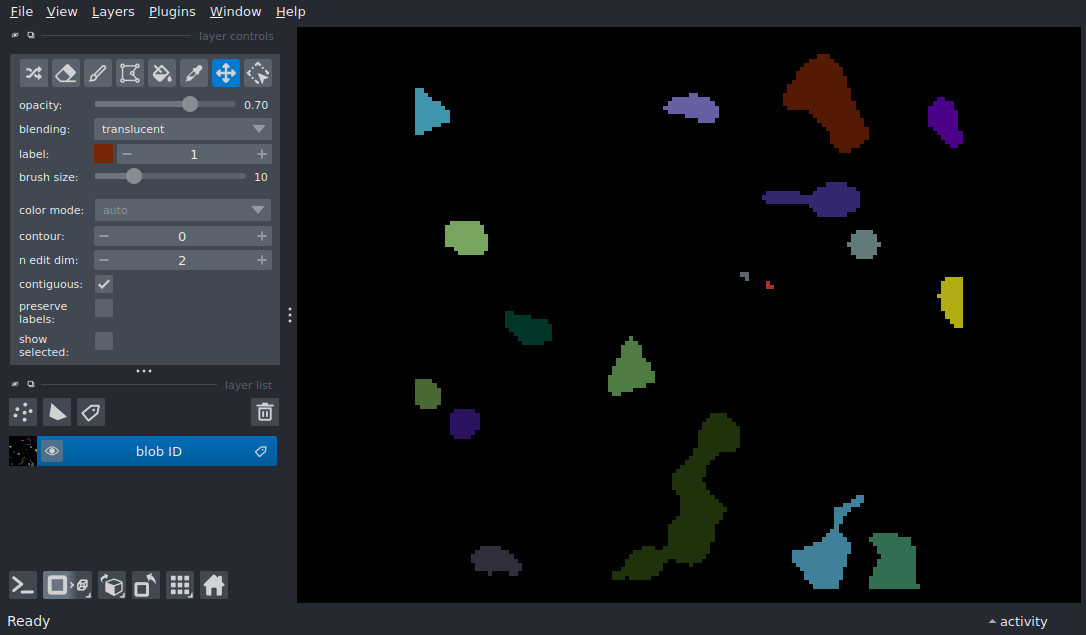 File View Layers Plugins Window Help
layer controls
opacity: 0.70
blending: translucent
label: 1
brush size: 10
color mode: auto
contour: 0
n edit dim: 2
contiguous:
preserve
labels:
show
selected:
layer list
blob ID
Ready activity